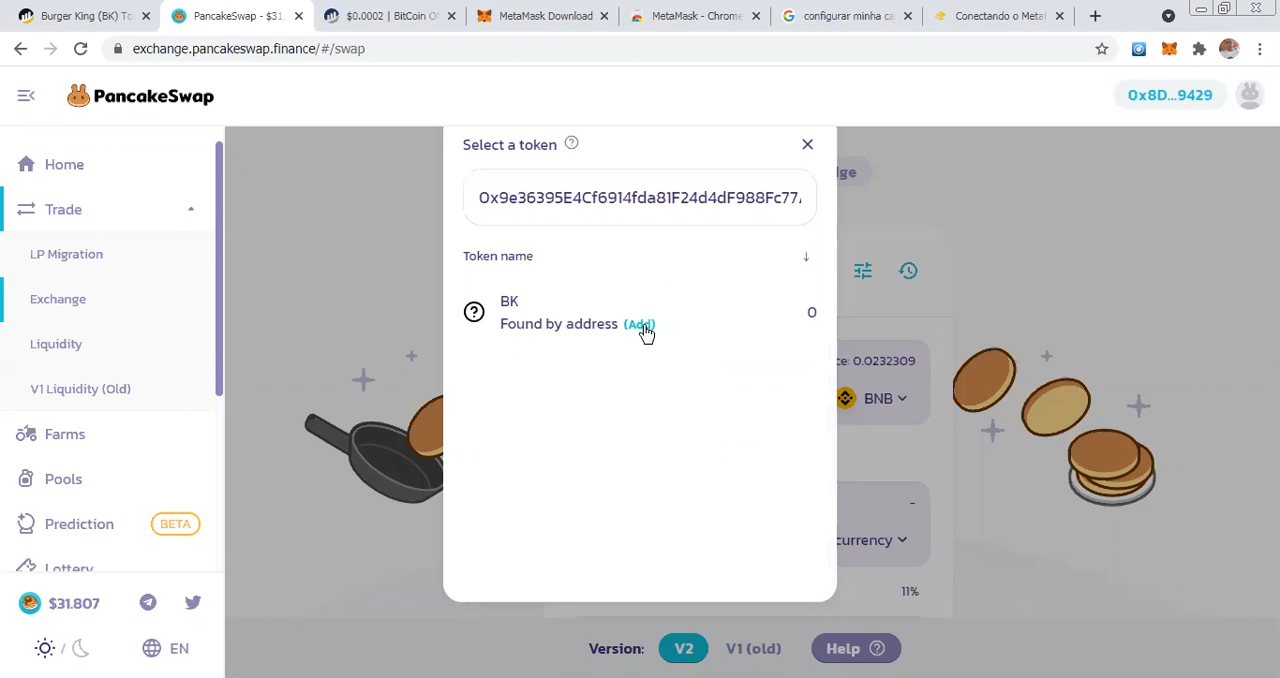 Burger King (BK) To
PancakeSwap - $31,
$0.0002 | BitCoin O
MetaMask Download
MetaMask - Chrome
configurar minha ca
Conectando o Meta
exchange.pancakeswap.finance/#/swap
PancakeSwap
0x8D...9429
Home
Trade
LP Migration
Exchange
Liquidity
V1 Liquidity (Old)
Farms
Pools
Prediction
BETA
Lottery
$31.807
EN
Select a token
0x9e36395E4Cf6914fda81F24d4dF988Fc77
Token name
BK
Found by address (Add)
0
dge
ce: 0.0232309
BNB
-
currency
11%
Version:
V2
V1 (old)
Help